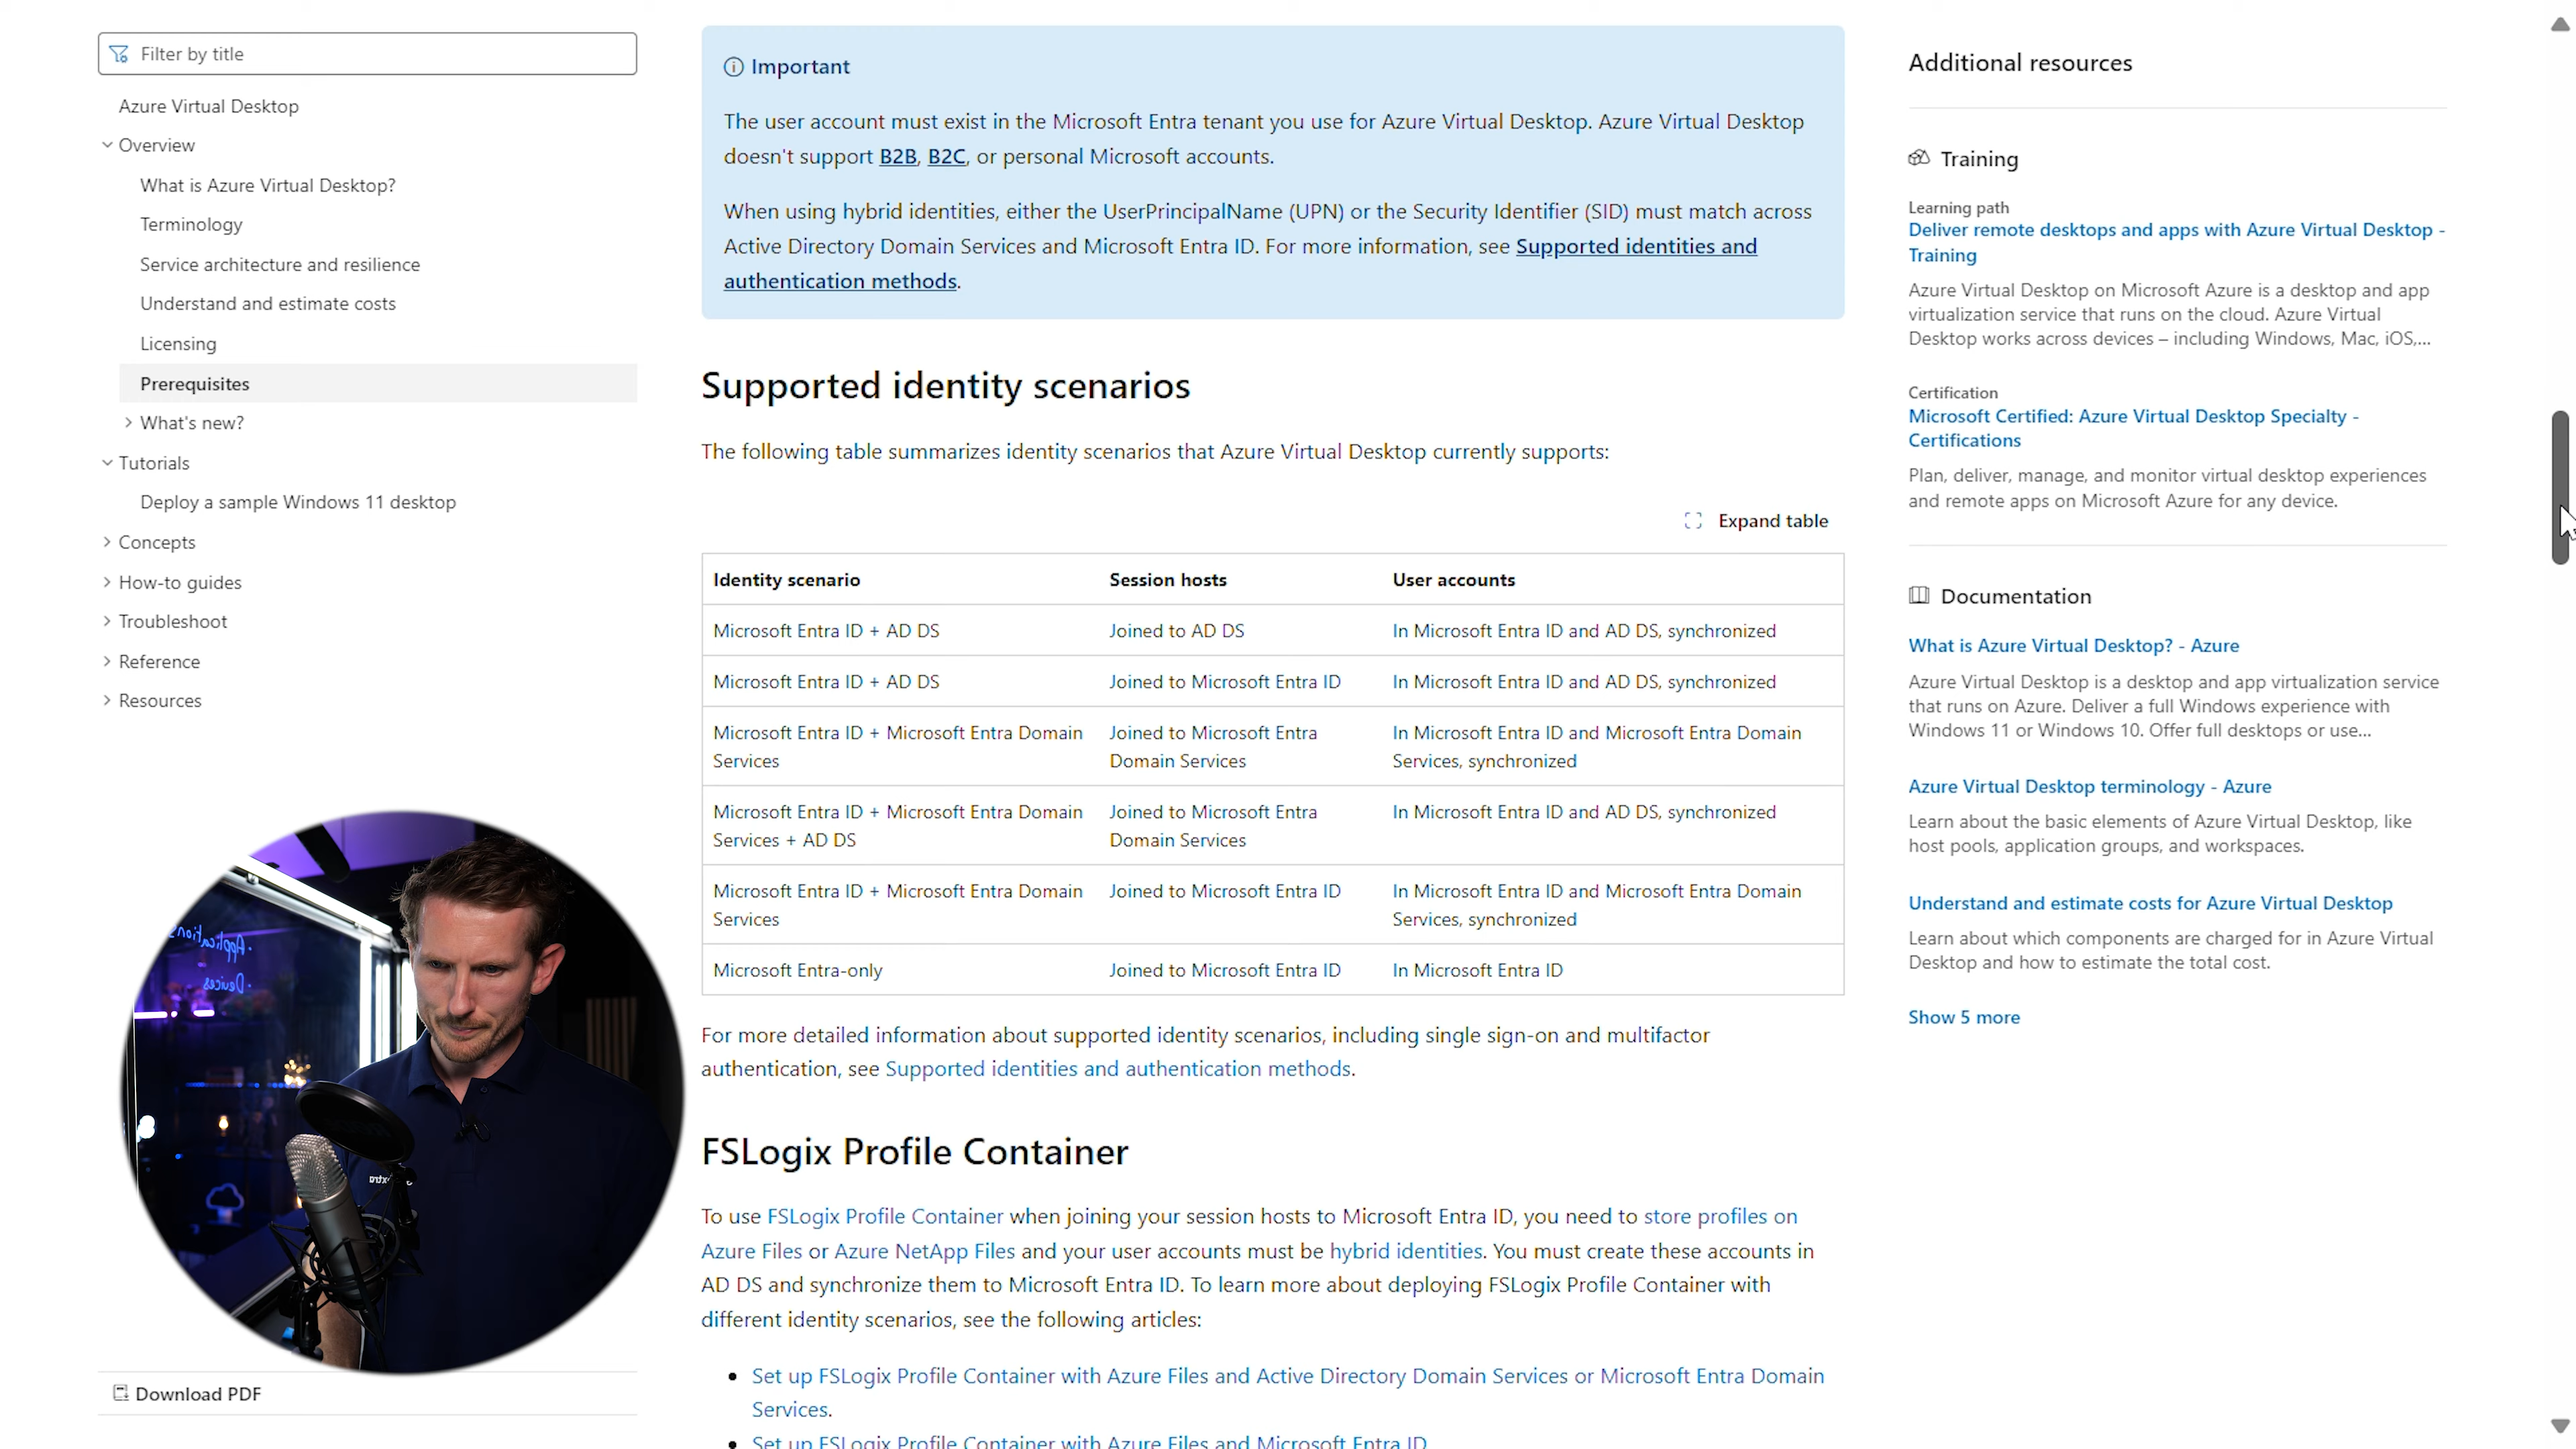 Filter by title
Azure Virtual Desktop
Overview
What is Azure Virtual Desktop?
Terminology
Service architecture and resilience
Understand and estimate costs
Licensing
Prerequisites
What's new?
Tutorials
Deploy a sample Windows 11 desktop
Concepts
How-to guides
Troubleshoot
Reference
Resources
Applications
Devices
Download PDF
Important
The user account must exist in the Microsoft Entra tenant you use for Azure Virtual Desktop. Azure Virtual Desktop
doesn't support B2B, B2C, or personal Microsoft accounts.
When using hybrid identities, either the UserPrincipalName (UPN) or the Security Identifier (SID) must match across
Active Directory Domain Services and Microsoft Entra ID. For more information, see Supported identities and
authentication methods.
Supported identity scenarios
The following table summarizes identity scenarios that Azure Virtual Desktop currently supports:
Expand table
Identity scenario Session hosts User accounts
Microsoft Entra ID + AD DS Joined to AD DS In Microsoft Entra ID and AD DS, synchronized
Microsoft Entra ID + AD DS Joined to Microsoft Entra ID In Microsoft Entra ID and AD DS, synchronized
Microsoft Entra ID + Microsoft Entra Domain Joined to Microsoft Entra In Microsoft Entra ID and Microsoft Entra Domain
Services Domain Services Services, synchronized
Microsoft Entra ID + Microsoft Entra Domain Joined to Microsoft Entra In Microsoft Entra ID and AD DS, synchronized
Services + AD DS Domain Services
Microsoft Entra ID + Microsoft Entra Domain Joined to Microsoft Entra ID In Microsoft Entra ID and Microsoft Entra Domain
Services Services, synchronized
Microsoft Entra-only Joined to Microsoft Entra ID In Microsoft Entra ID
For more detailed information about supported identity scenarios, including single sign-on and multifactor
authentication, see Supported identities and authentication methods.
FSLogix Profile Container
To use FSLogix Profile Container when joining your session hosts to Microsoft Entra ID, you need to store profiles on
Azure Files or Azure NetApp Files and your user accounts must be hybrid identities. You must create these accounts in
AD DS and synchronize them to Microsoft Entra ID. To learn more about deploying FSLogix Profile Container with
different identity scenarios, see the following articles:
Set up FSLogix Profile Container with Azure Files and Active Directory Domain Services or Microsoft Entra Domain
Services.
Set up FSLogix Profile Container with Azure Files and Microsoft Entra ID
Additional resources
Training
Learning path
Deliver remote desktops and apps with Azure Virtual Desktop -
Training
Azure Virtual Desktop on Microsoft Azure is a desktop and app
virtualization service that runs on the cloud. Azure Virtual
Desktop works across devices – including Windows, Mac, iOS,...
Certification
Microsoft Certified: Azure Virtual Desktop Specialty -
Certifications
Plan, deliver, manage, and monitor virtual desktop experiences
and remote apps on Microsoft Azure for any device.
Documentation
What is Azure Virtual Desktop? - Azure
Azure Virtual Desktop is a desktop and app virtualization service
that runs on Azure. Deliver a full Windows experience with
Windows 11 or Windows 10. Offer full desktops or use...
Azure Virtual Desktop terminology - Azure
Learn about the basic elements of Azure Virtual Desktop, like
host pools, application groups, and workspaces.
Understand and estimate costs for Azure Virtual Desktop
Learn about which components are charged for in Azure Virtual
Desktop and how to estimate the total cost.
Show 5 more